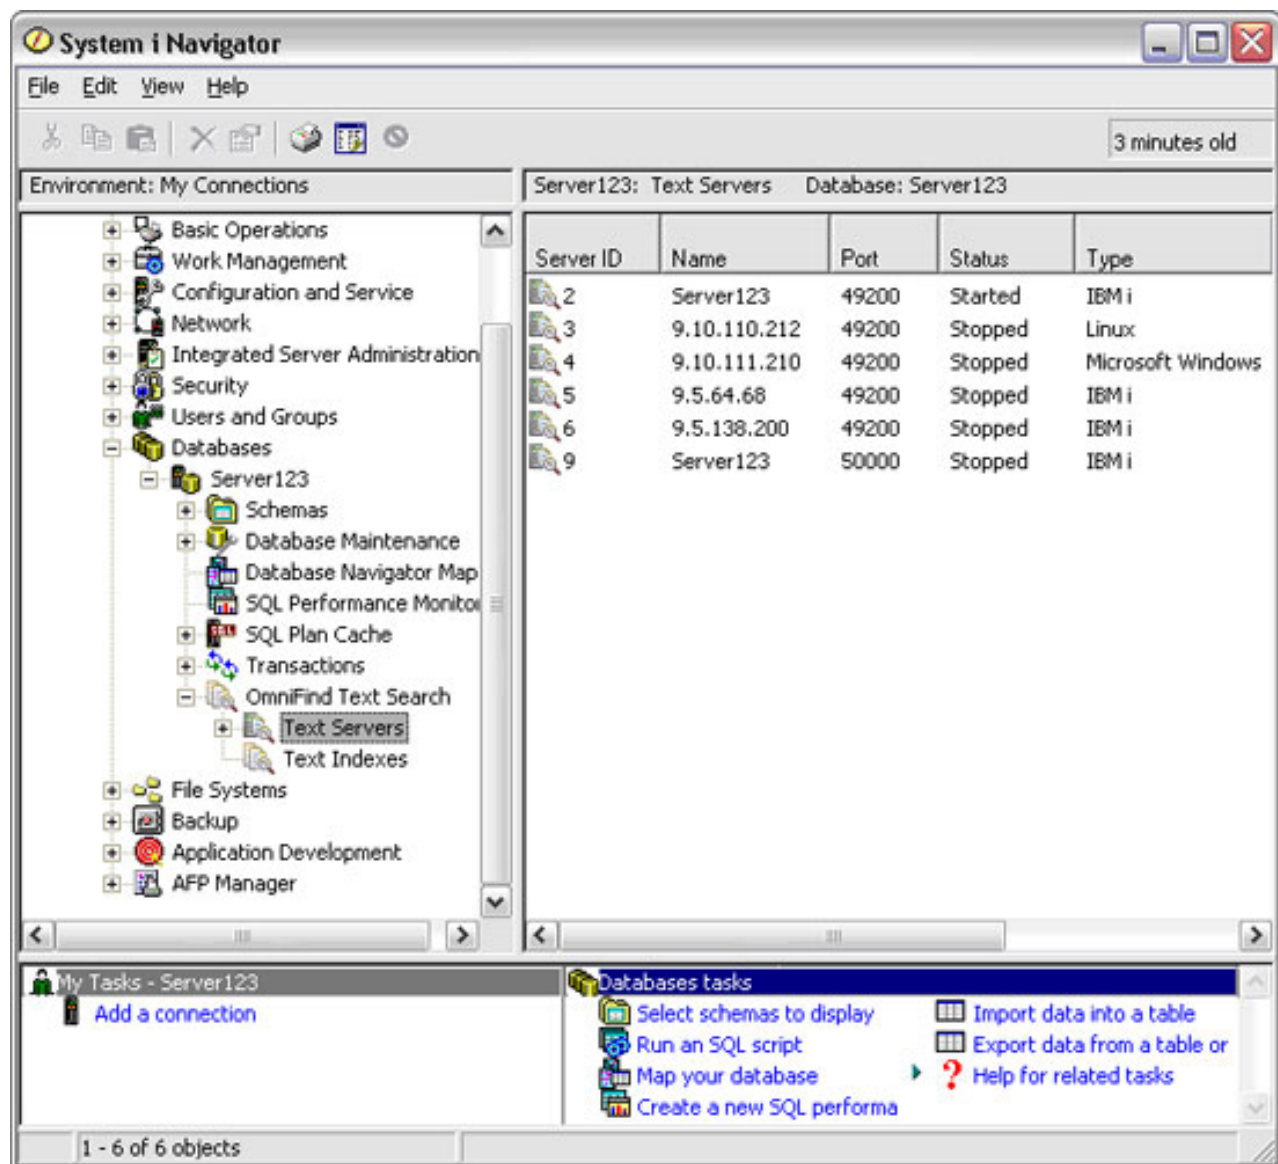 System i Navigator
File Edit View Help
3 minutes old
Environment: My Connections
Server123: Text Servers Database: Server123
Basic Operations
Work Management
Configuration and Service
Network
Integrated Server Administration
Security
Users and Groups
Databases
Server123
Schemas
Database Maintenance
Database Navigator Map
SQL Performance Monitor
SQL Plan Cache
Transactions
OmniFind Text Search
Text Servers
Text Indexes
File Systems
Backup
Application Development
AFP Manager
Server ID Name Port Status Type
2 Server123 49200 Started IBM i
3 9.10.110.212 49200 Stopped Linux
4 9.10.111.210 49200 Stopped Microsoft Windows
5 9.5.64.68 49200 Stopped IBM i
6 9.5.138.200 49200 Stopped IBM i
9 Server123 50000 Stopped IBM i
My Tasks - Server123
Add a connection
Databases tasks
Select schemas to display
Run an SQL script
Map your database
Create a new SQL performa
Import data into a table
Export data from a table or
Help for related tasks
1 - 6 of 6 objects